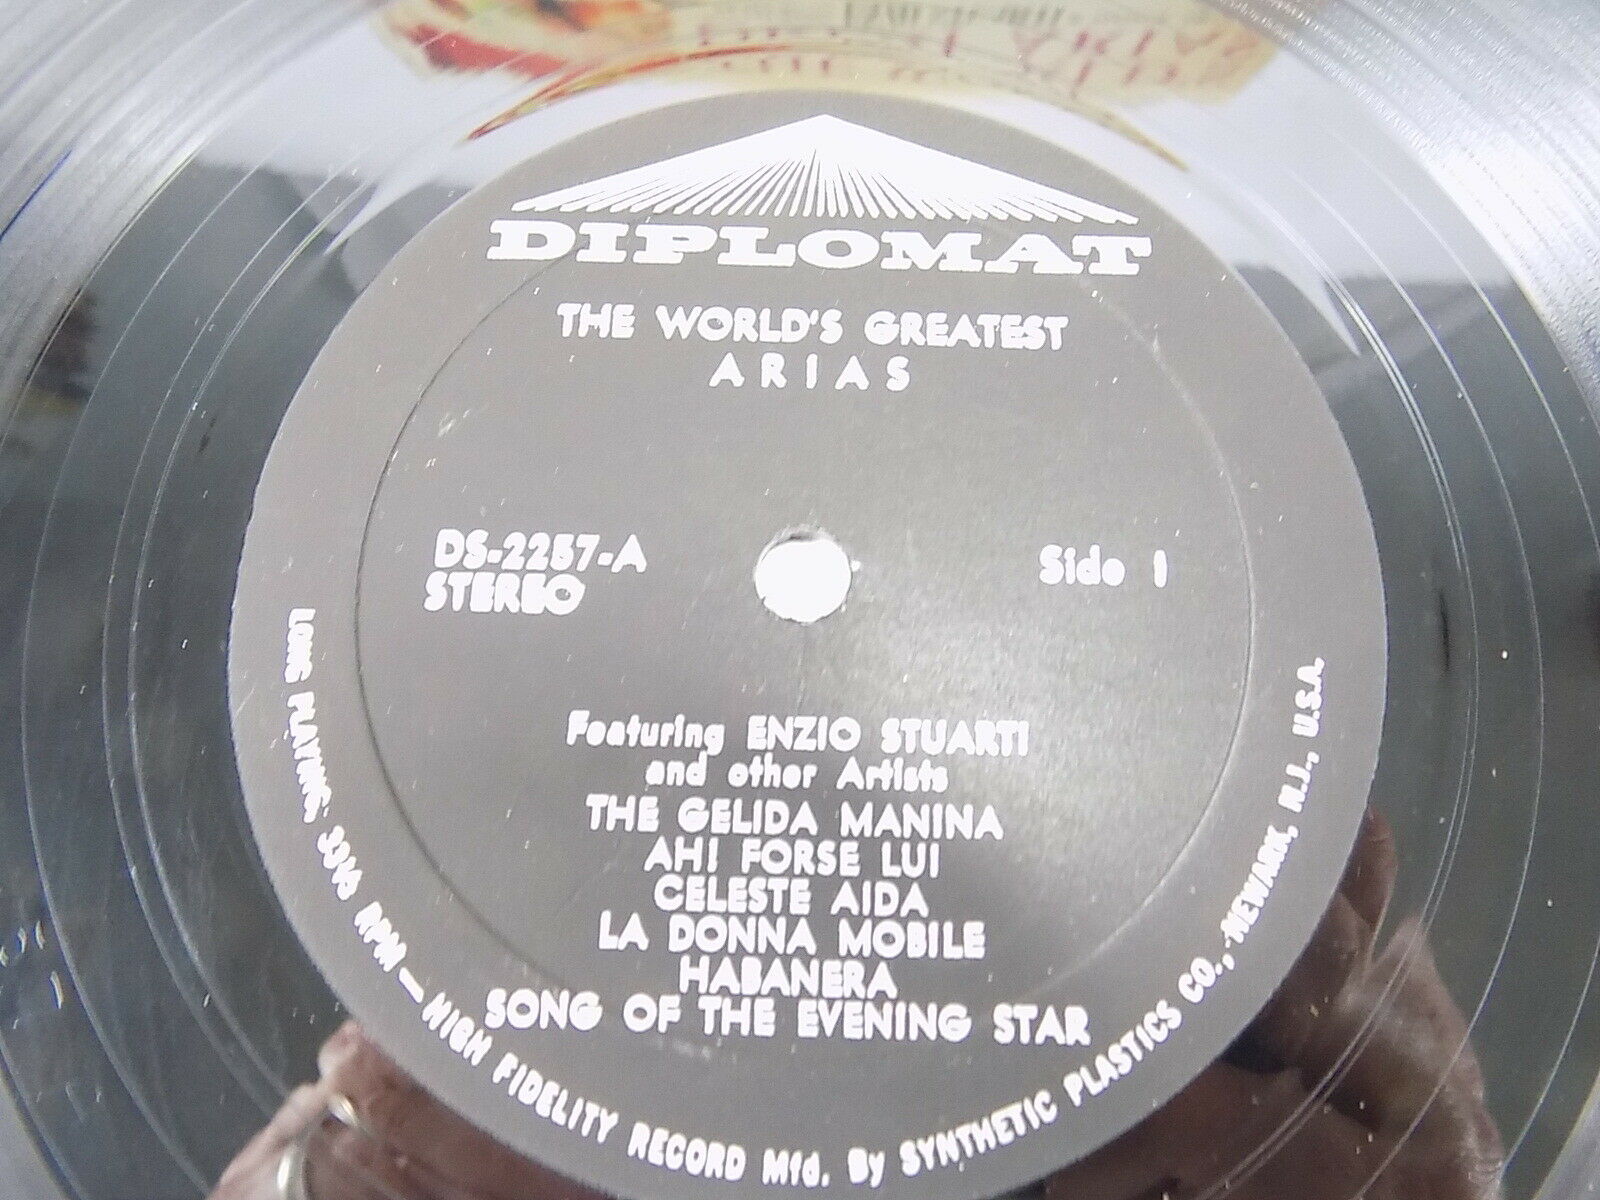 DIPLOMAT
THE WORLD'S GREATEST
ARIAS
DS-2257-A
STEREO
Side 1
Featuring ENZIO STUARTI
and other Artists
THE GELIDA MANINA
AH! FORSE LUI
CELESTE AIDA
LA DONNA MOBILE
HABANERA
SONG OF THE EVENING STAR
LONG PLAYING 33⅓ RPM — HIGH FIDELITY RECORD Mfd. By SYNTHETIC PLASTICS CO., NEWARK, N.J., U.S.A.